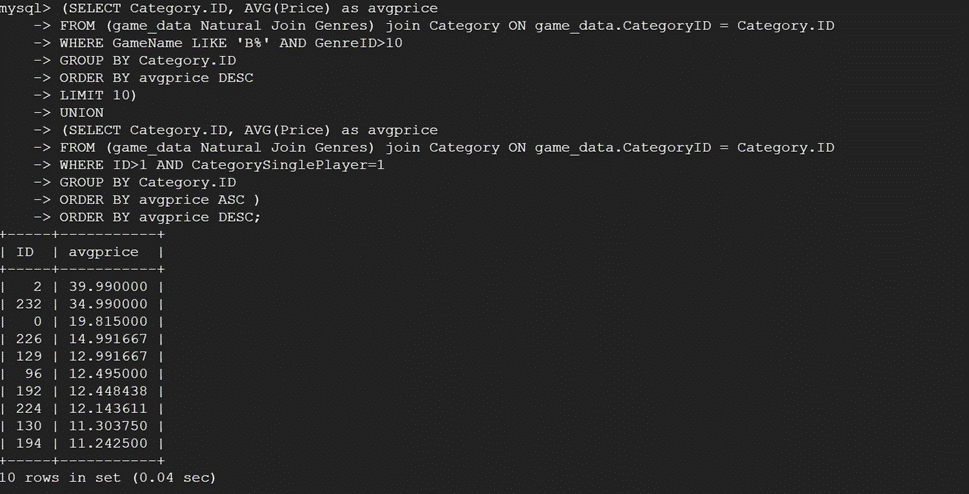 mysql> (SELECT Category.ID, AVG(Price) as avgprice
    -> FROM (game_data Natural Join Genres) join Category ON game_data.CategoryID = Category.ID
    -> WHERE GameName LIKE 'B%' AND GenreID>10
    -> GROUP BY Category.ID
    -> ORDER BY avgprice DESC
    -> LIMIT 10)
    -> UNION
    -> (SELECT Category.ID, AVG(Price) as avgprice
    -> FROM (game_data Natural Join Genres) join Category ON game_data.CategoryID = Category.ID
    -> WHERE ID>1 AND CategorySinglePlayer=1
    -> GROUP BY Category.ID
    -> ORDER BY avgprice ASC )
    -> ORDER BY avgprice DESC;
+-----+-----------+
| ID  | avgprice  |
+-----+-----------+
|   2 | 39.990000 |
| 232 | 34.990000 |
|   0 | 19.815000 |
| 226 | 14.991667 |
| 129 | 12.991667 |
|  96 | 12.495000 |
| 192 | 12.448438 |
| 224 | 12.143611 |
| 130 | 11.303750 |
| 194 | 11.242500 |
+-----+-----------+
10 rows in set (0.04 sec)